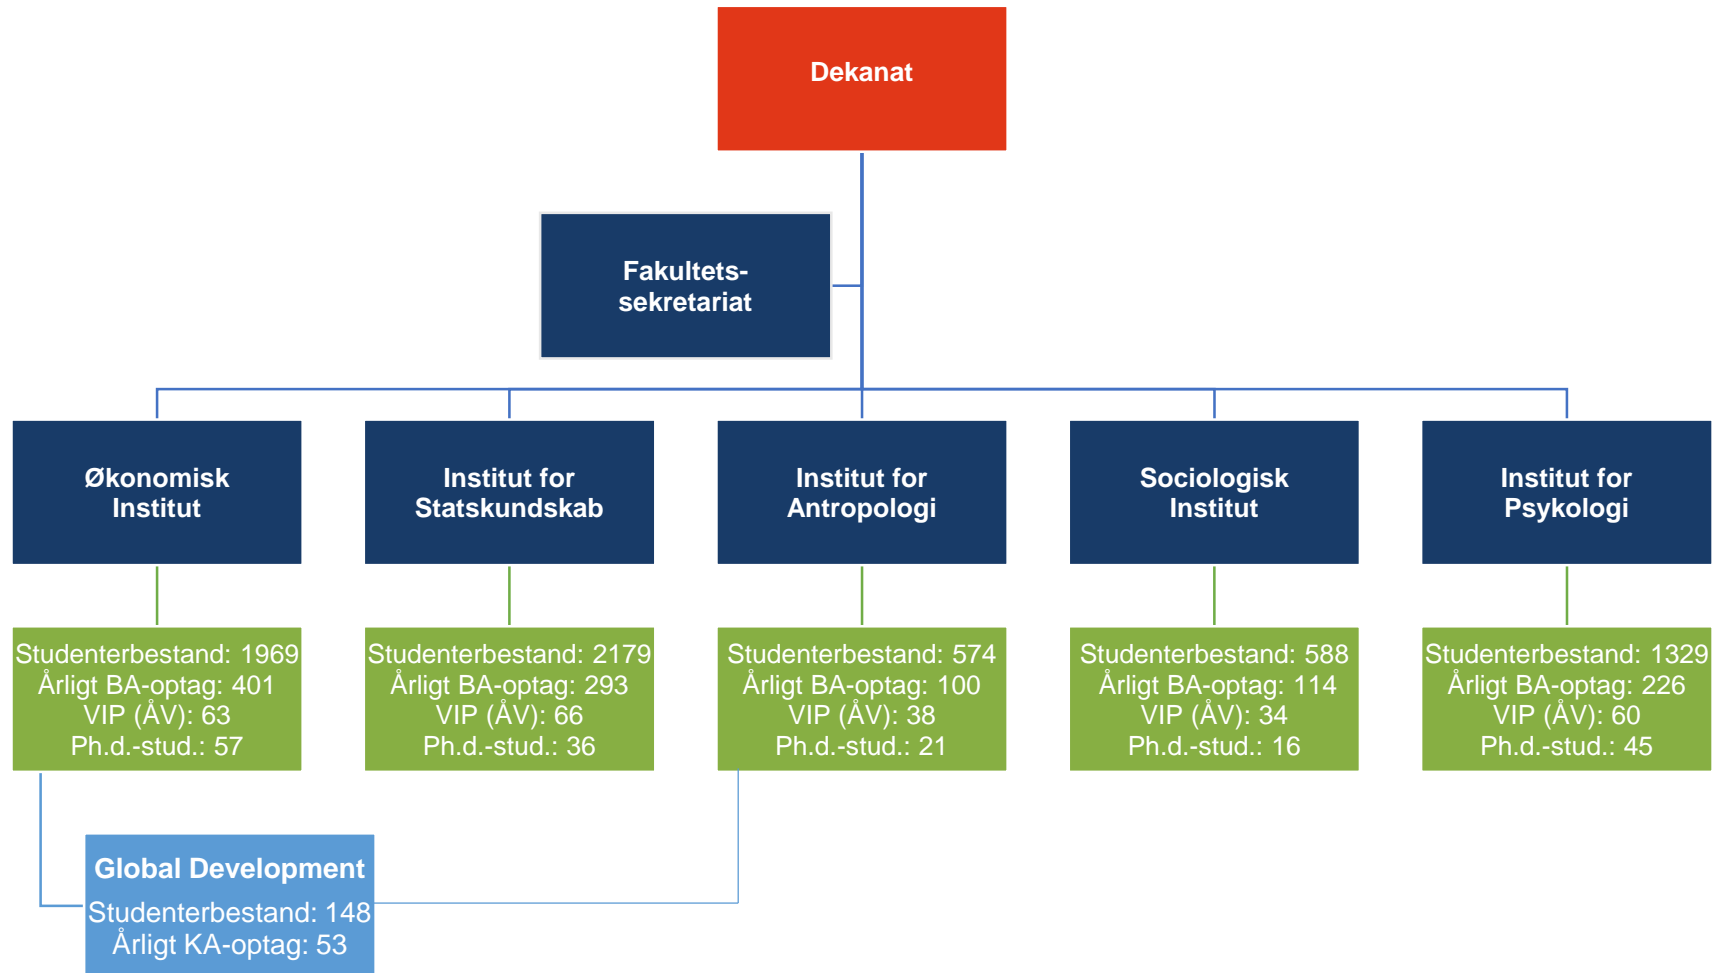 Dekanat
Fakultets-
sekretariat
Økonomisk
Institut
Institut for
Statskundskab
Institut for
Antropologi
Sociologisk
Institut
Institut for
Psykologi
Studenterbestand: 1969
Årligt BA-optag: 401
VIP (ÅV): 63
Ph.d.-stud.: 57
Studenterbestand: 2179
Årligt BA-optag: 293
VIP (ÅV): 66
Ph.d.-stud.: 36
Studenterbestand: 574
Årligt BA-optag: 100
VIP (ÅV): 38
Ph.d.-stud.: 21
Studenterbestand: 588
Årligt BA-optag: 114
VIP (ÅV): 34
Ph.d.-stud.: 16
Studenterbestand: 1329
Årligt BA-optag: 226
VIP (ÅV): 60
Ph.d.-stud.: 45
Global Development
Studenterbestand: 148
Årligt KA-optag: 53